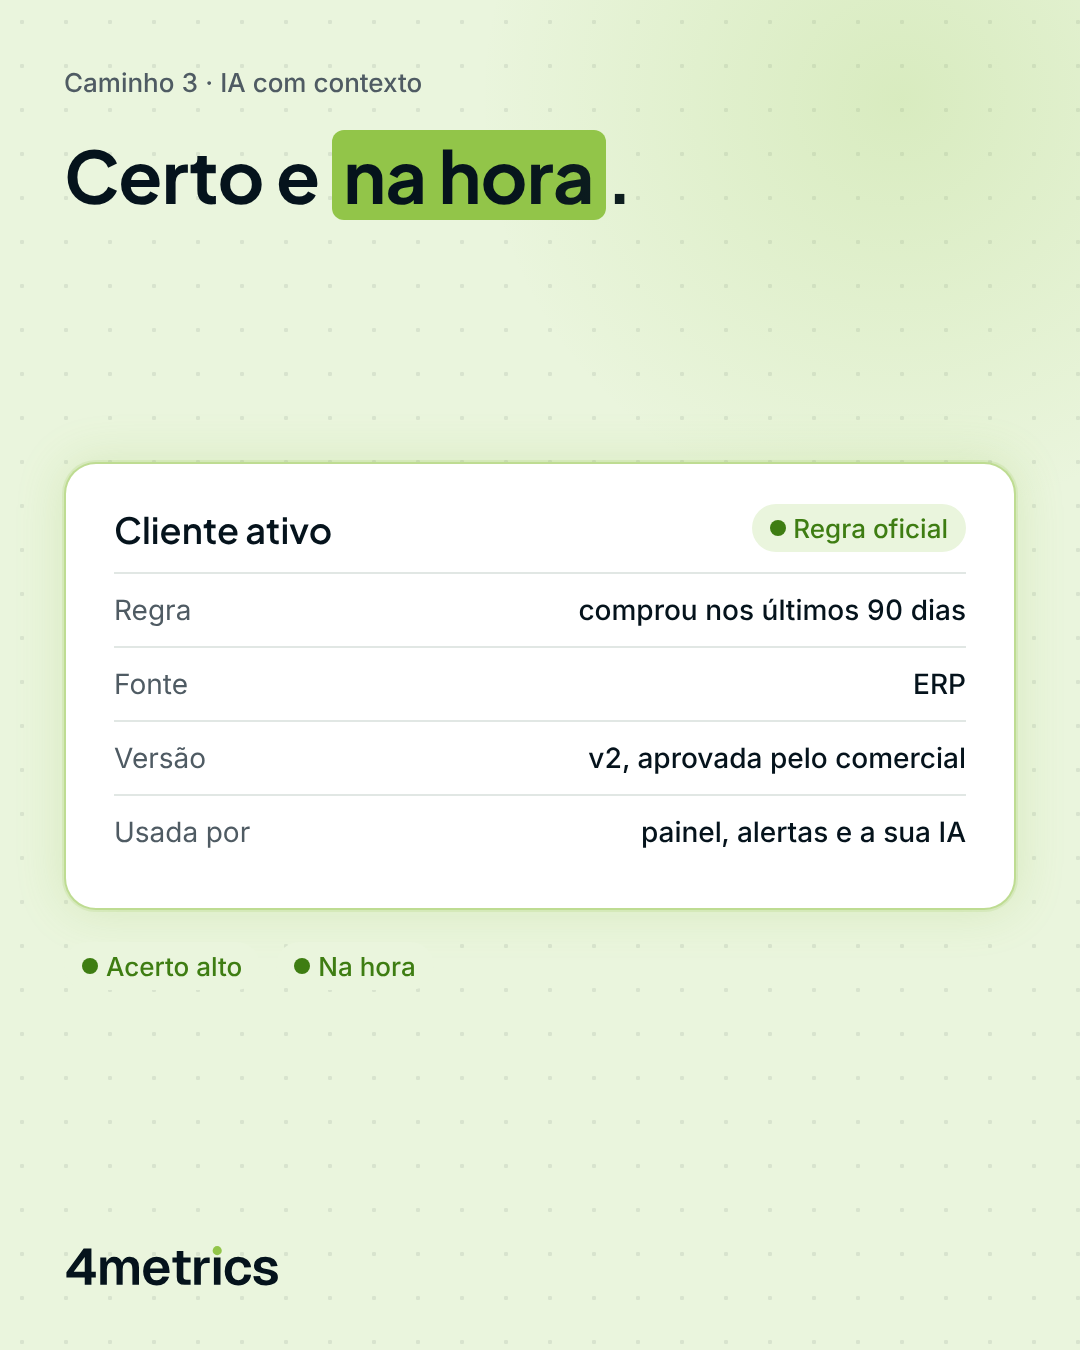 Caminho 3 · IA com contexto
Certo e na hora.
Cliente ativo
Regra oficial
Regra
comprou nos últimos 90 dias
Fonte
ERP
Versão
v2, aprovada pelo comercial
Usada por
painel, alertas e a sua IA
Acerto alto
Na hora
4metrics